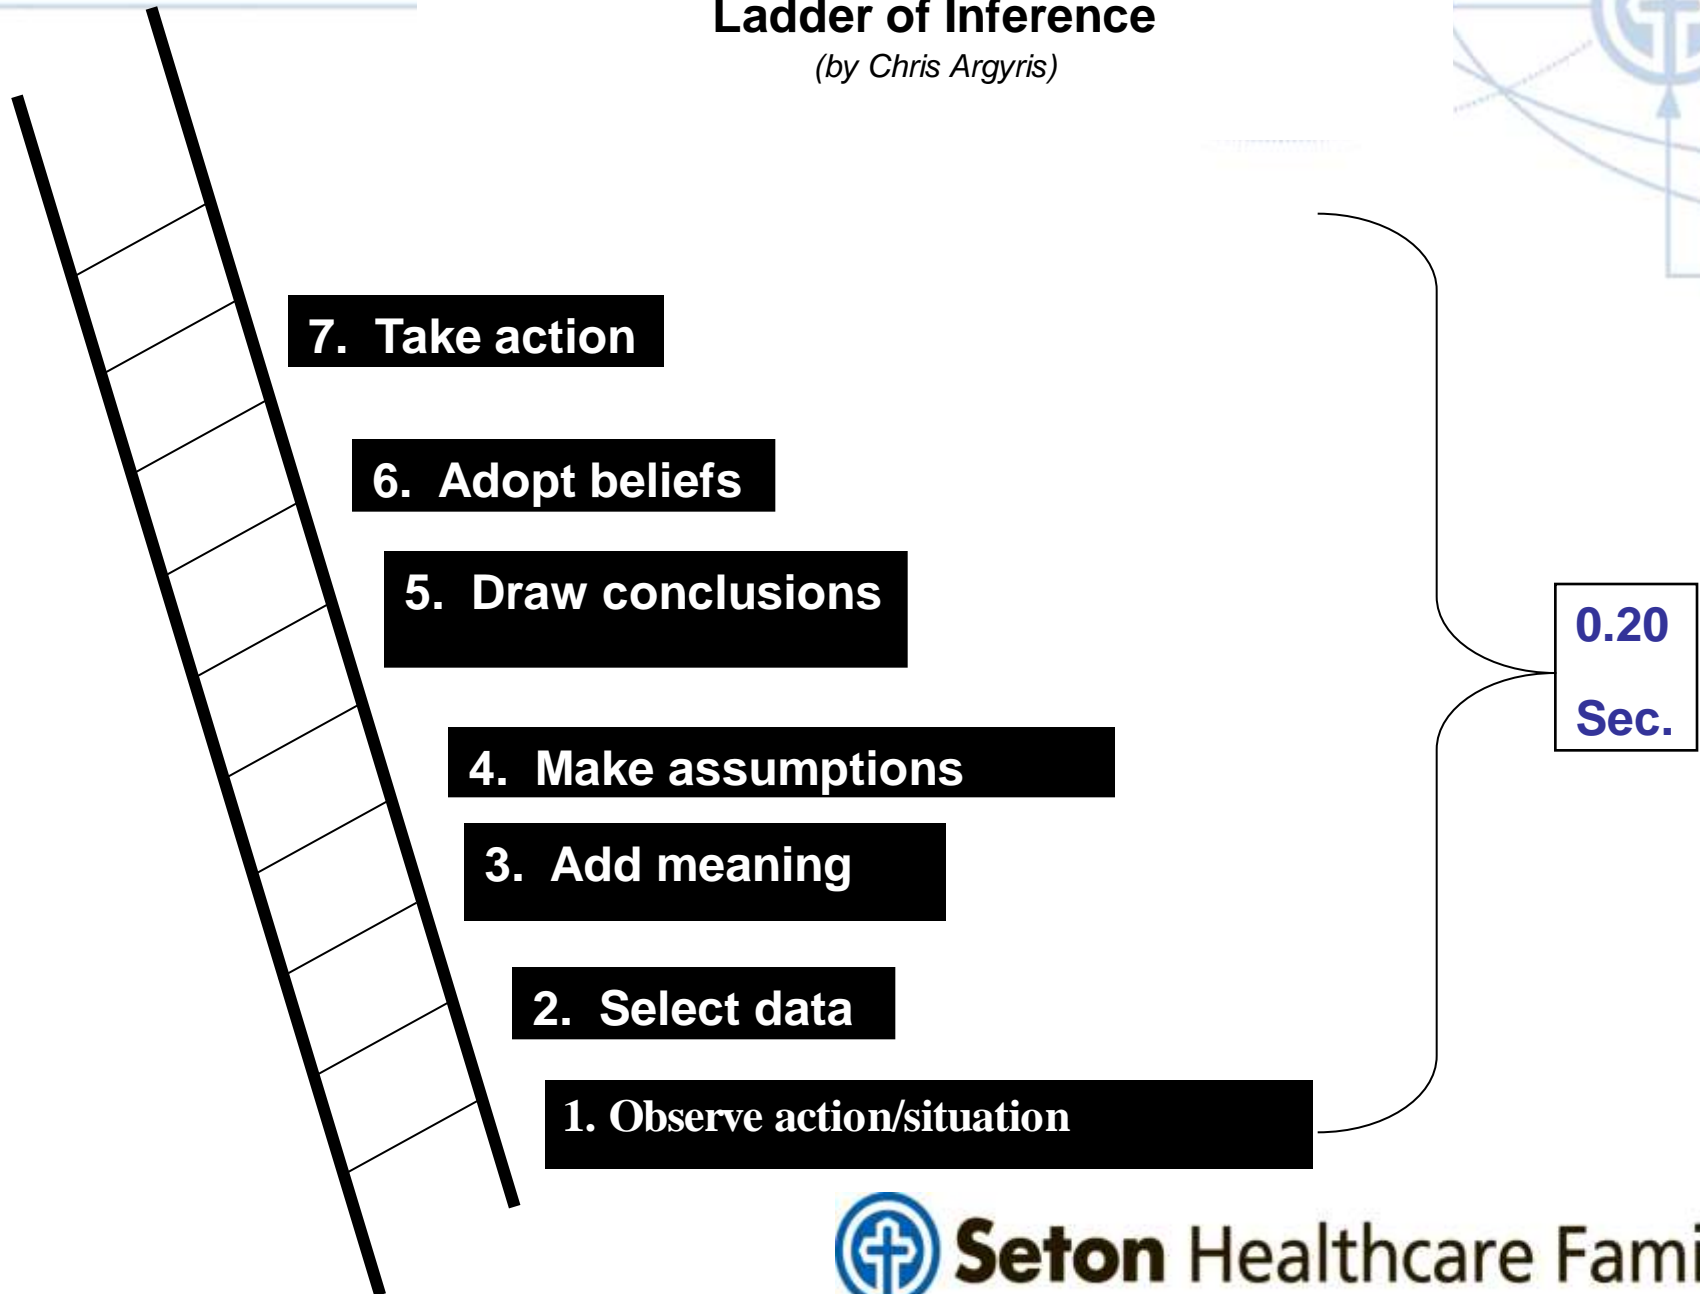 Ladder of Inference
(by Chris Argyris)
7. Take action
6. Adopt beliefs
5. Draw conclusions
0.20
Sec.
4. Make assumptions
3. Add meaning
2. Select data
1. Observe action/situation
Seton Healthcare Fami